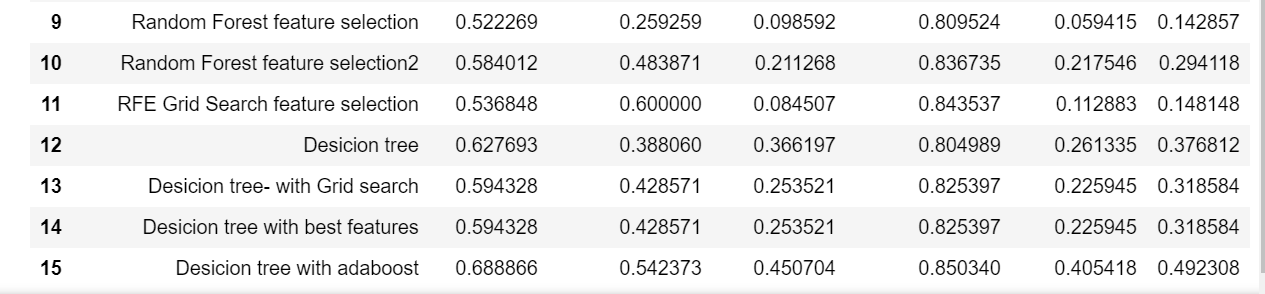 9 Random Forest feature selection 0.522269 0.259259 0.098592 0.809524 0.059415 0.142857
10 Random Forest feature selection2 0.584012 0.483871 0.211268 0.836735 0.217546 0.294118
11 RFE Grid Search feature selection 0.536848 0.600000 0.084507 0.843537 0.112883 0.148148
12 Desicion tree 0.627693 0.388060 0.366197 0.804989 0.261335 0.376812
13 Desicion tree- with Grid search 0.594328 0.428571 0.253521 0.825397 0.225945 0.318584
14 Desicion tree with best features 0.594328 0.428571 0.253521 0.825397 0.225945 0.318584
15 Desicion tree with adaboost 0.688866 0.542373 0.450704 0.850340 0.405418 0.492308